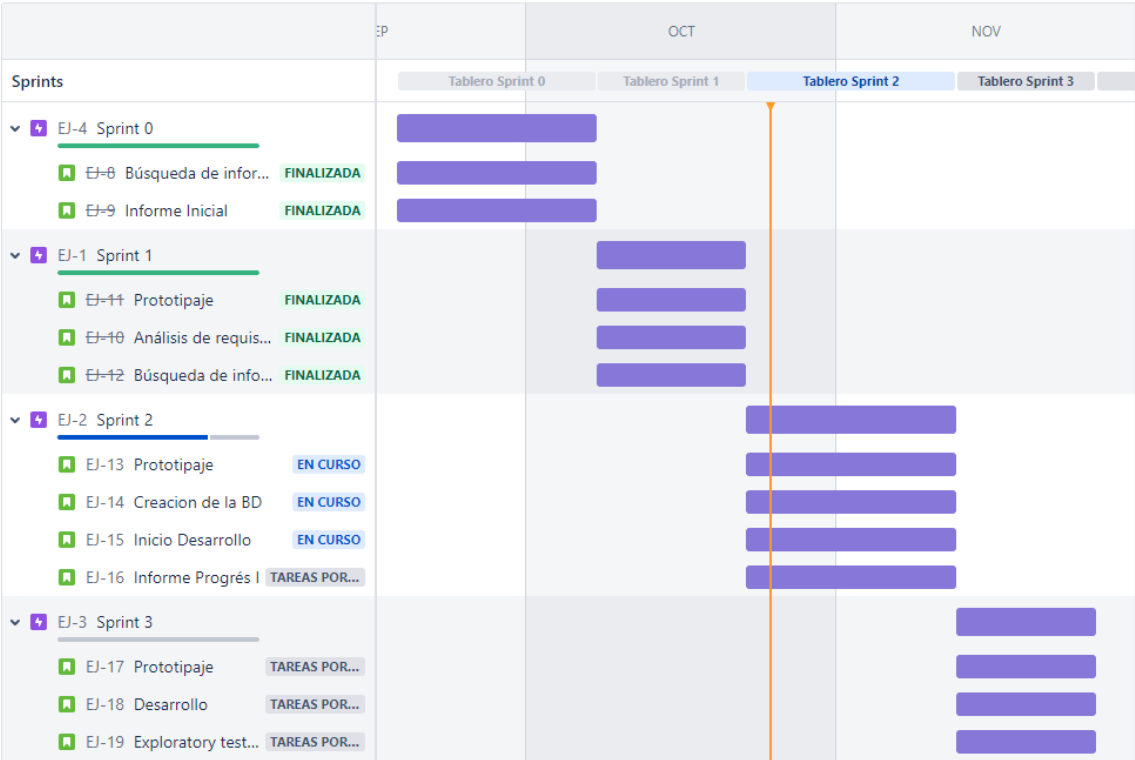 EP OCT NOV
Sprints Tablero Sprint 0 Tablero Sprint 1 Tablero Sprint 2 Tablero Sprint 3
EJ-4 Sprint 0
EJ-8 Búsqueda de infor... FINALIZADA
EJ-9 Informe Inicial FINALIZADA
EJ-1 Sprint 1
EJ-11 Prototipaje FINALIZADA
EJ-10 Análisis de requis... FINALIZADA
EJ-12 Búsqueda de info... FINALIZADA
EJ-2 Sprint 2
EJ-13 Prototipaje EN CURSO
EJ-14 Creacion de la BD EN CURSO
EJ-15 Inicio Desarrollo EN CURSO
EJ-16 Informe Progrés I TAREAS POR...
EJ-3 Sprint 3
EJ-17 Prototipaje TAREAS POR...
EJ-18 Desarrollo TAREAS POR...
EJ-19 Exploratory test... TAREAS POR...